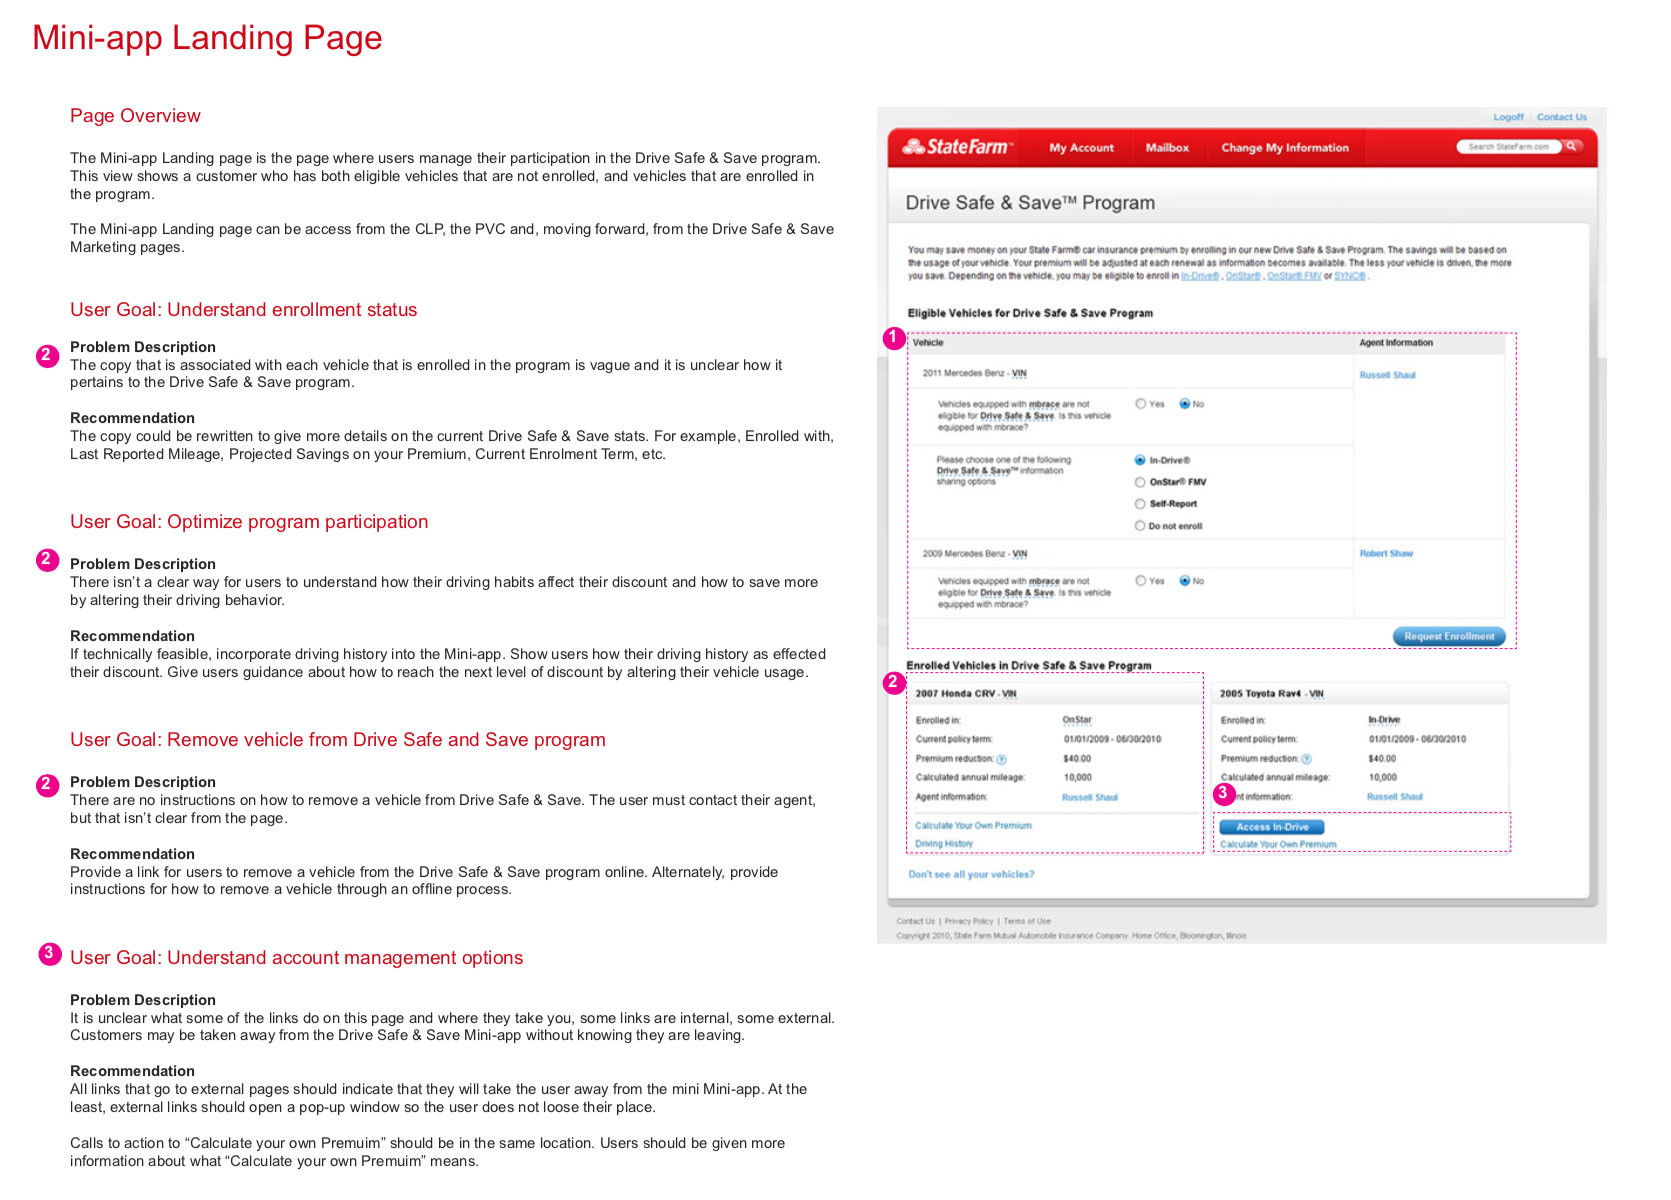 Mini-app Landing Page
Page Overview
The Mini-app Landing page is the page where users manage their participation in the Drive Safe & Save program.
This view shows a customer who has both eligible vehicles that are not enrolled, and vehicles that are enrolled in
the program.
The Mini-app Landing page can be access from the CLP, the PVC and, moving forward, from the Drive Safe & Save
Marketing pages.
User Goal: Understand enrollment status
2
Problem Description
The copy that is associated with each vehicle that is enrolled in the program is vague and it is unclear how it
pertains to the Drive Safe & Save program.
Recommendation
The copy could be rewritten to give more details on the current Drive Safe & Save stats. For example, Enrolled with,
Last Reported Mileage, Projected Savings on your Premium, Current Enrolment Term, etc.
User Goal: Optimize program participation
2
Problem Description
There isn't a clear way for users to understand how their driving habits affect their discount and how to save more
by altering their driving behavior.
Recommendation
If technically feasible, incorporate driving history into the Mini-app. Show users how their driving history as effected
their discount. Give users guidance about how to reach the next level of discount by altering their vehicle usage.
User Goal: Remove vehicle from Drive Safe and Save program
2
Problem Description
There are no instructions on how to remove a vehicle from Drive Safe & Save. The user must contact their agent,
but that isn't clear from the page.
Recommendation
Provide a link for users to remove a vehicle from the Drive Safe & Save program online. Alternately, provide
instructions for how to remove a vehicle through an offline process.
3
User Goal: Understand account management options
Problem Description
It is unclear what some of the links do on this page and where they take you, some links are internal, some external.
Customers may be taken away from the Drive Safe & Save Mini-app without knowing they are leaving.
Recommendation
All links that go to external pages should indicate that they will take the user away from the mini Mini-app. At the
least, external links should open a pop-up window so the user does not loose their place.
Calls to action to “Calculate your own Premuim” should be in the same location. Users should be given more
information about what “Calculate your own Premuim” means.
Logoff Contact Us
StateFarm™ My Account Mailbox Change My Information Search StateFarm.com
Drive Safe & Save™ Program
You may save money on your State Farm® car insurance premium by enrolling in our new Drive Safe & Save Program. The savings will be based on
the usage of your vehicle. Your premium will be adjusted at each renewal as information becomes available. The less your vehicle is driven, the more
you save. Depending on the vehicle, you may be eligible to enroll in In-Drive® , OnStar® , OnStar® FMV or SYNC® .
Eligible Vehicles for Drive Safe & Save Program
1
Vehicle Agent Information
2011 Mercedes Benz - VIN Russell Shaul
Vehicles equipped with mbrace are not Yes No
eligible for Drive Safe & Save. Is this vehicle
equipped with mbrace?
Please choose one of the following In-Drive®
Drive Safe & Save™ information
sharing options OnStar® FMV
Self-Report
Do not enroll
2009 Mercedes Benz - VIN Robert Shaw
Vehicles equipped with mbrace are not Yes No
eligible for Drive Safe & Save. Is this vehicle
equipped with mbrace?
Request Enrollment
Enrolled Vehicles in Drive Safe & Save Program
2
2007 Honda CRV - VIN
Enrolled in: OnStar
Current policy term: 01/01/2009 - 06/30/2010
Premium reduction: ? $40.00
Calculated annual mileage: 10,000
Agent information: Russell Shaul
Calculate Your Own Premium
Driving History
2005 Toyota Rav4 - VIN
Enrolled in: In-Drive
Current policy term: 01/01/2009 - 06/30/2010
Premium reduction: ? $40.00
Calculated annual mileage: 10,000
3
nt information: Russell Shaul
Access In-Drive
Calculate Your Own Premium
Don't see all your vehicles?
Contact Us | Privacy Policy | Terms of Use
Copyright 2010, State Farm Mutual Automobile Insurance Company. Home Office, Bloomington, Illinois